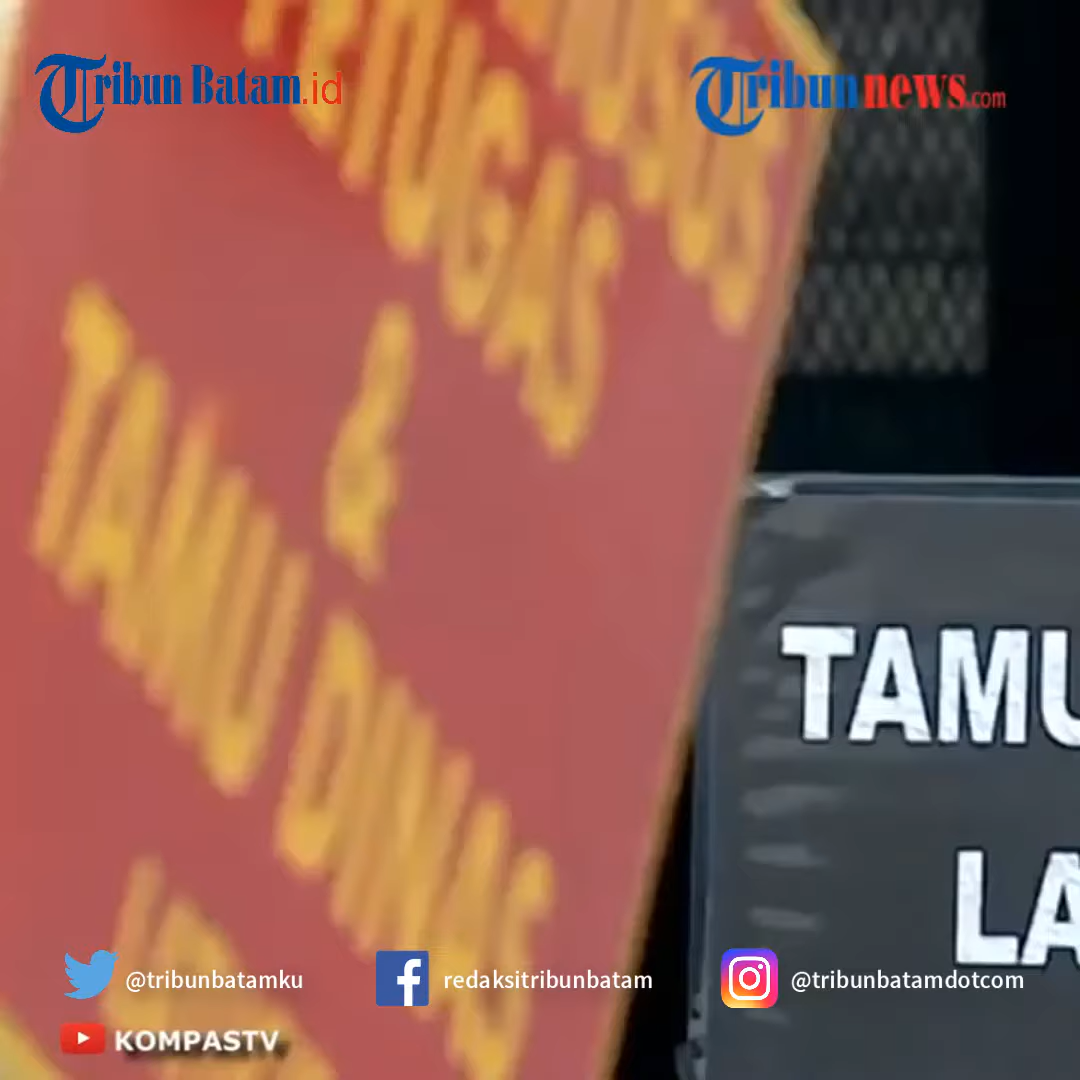 Tribun Batam.id
Tribunnews.com
PETUGAS
&
TAMU DINAS
TAMU
LA
@tribunbatamku
redaksitribunbatam
@tribunbatamdotcom
KOMPASTV